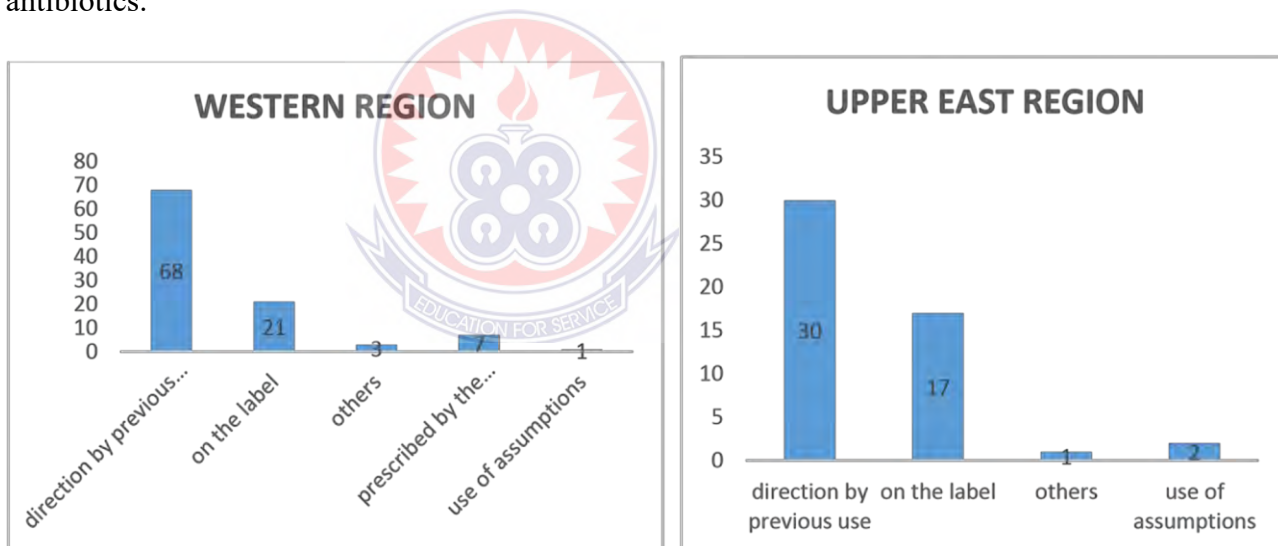 antibiotics.
WESTERN REGION
80
70
60
50
40
30
20
10
0
68
21
3
7
1
direction by previous...
on the label
others
prescribed by the...
use of assumptions
EDUCATION FOR SERVICE
UPPER EAST REGION
35
30
25
20
15
10
5
0
30
17
1
2
direction by
previous use
on the label
others
use of
assumptions